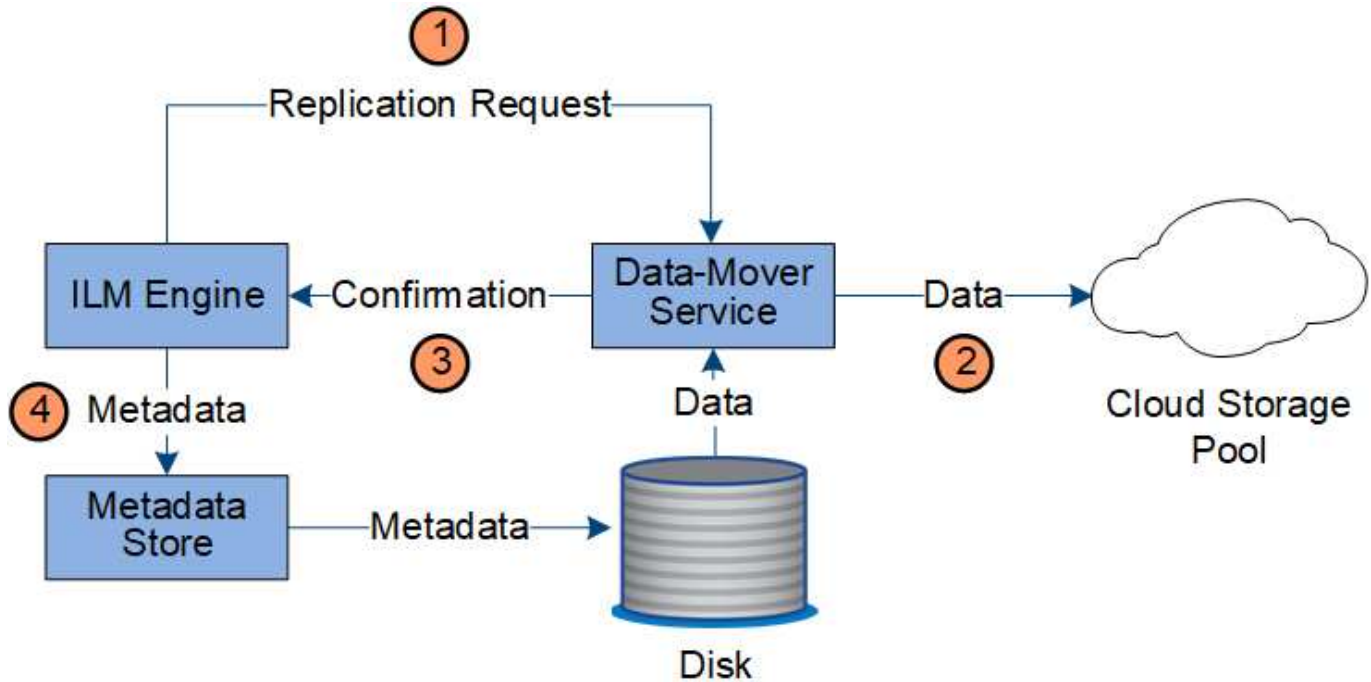 1
Replication Request
ILM Engine
Confirmation
3
Data-Mover
Service
Data
2
Cloud Storage
Pool
4
Metadata
Data
Metadata
Store
Metadata
Disk